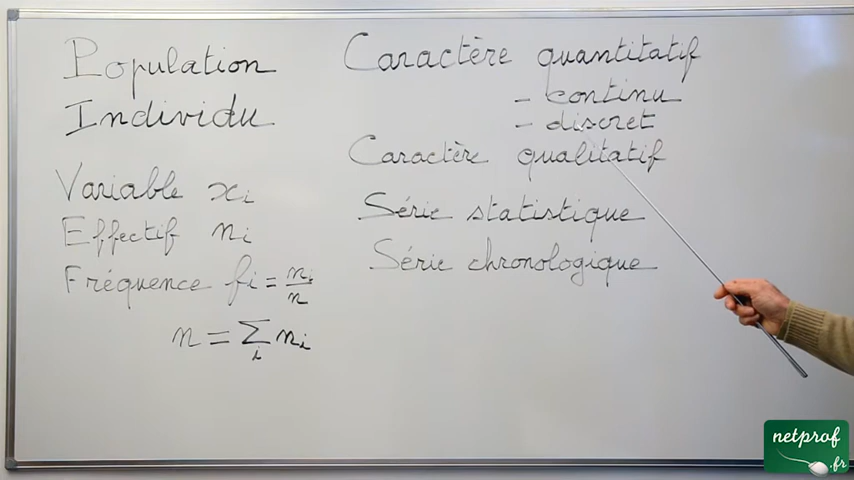 Population
Individu
Variable xi
Effectif ni
Fréquence fi = ni/n
n = ∑i ni
Caractère quantitatif
- continu
- discret
Caractère qualitatif
Série statistique
Série chronologique
netprof
.fr